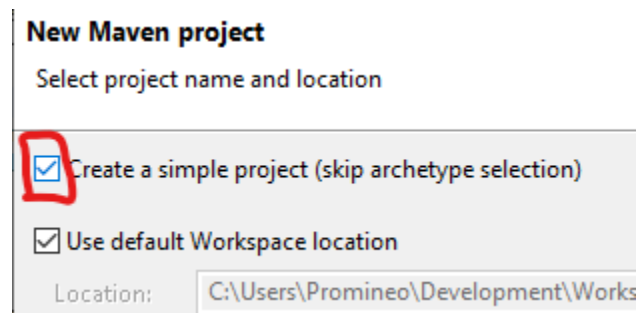 New Maven project
Select project name and location
Create a simple project (skip archetype selection)
Use default Workspace location
Location: C:\Users\Promineo\Development\Works